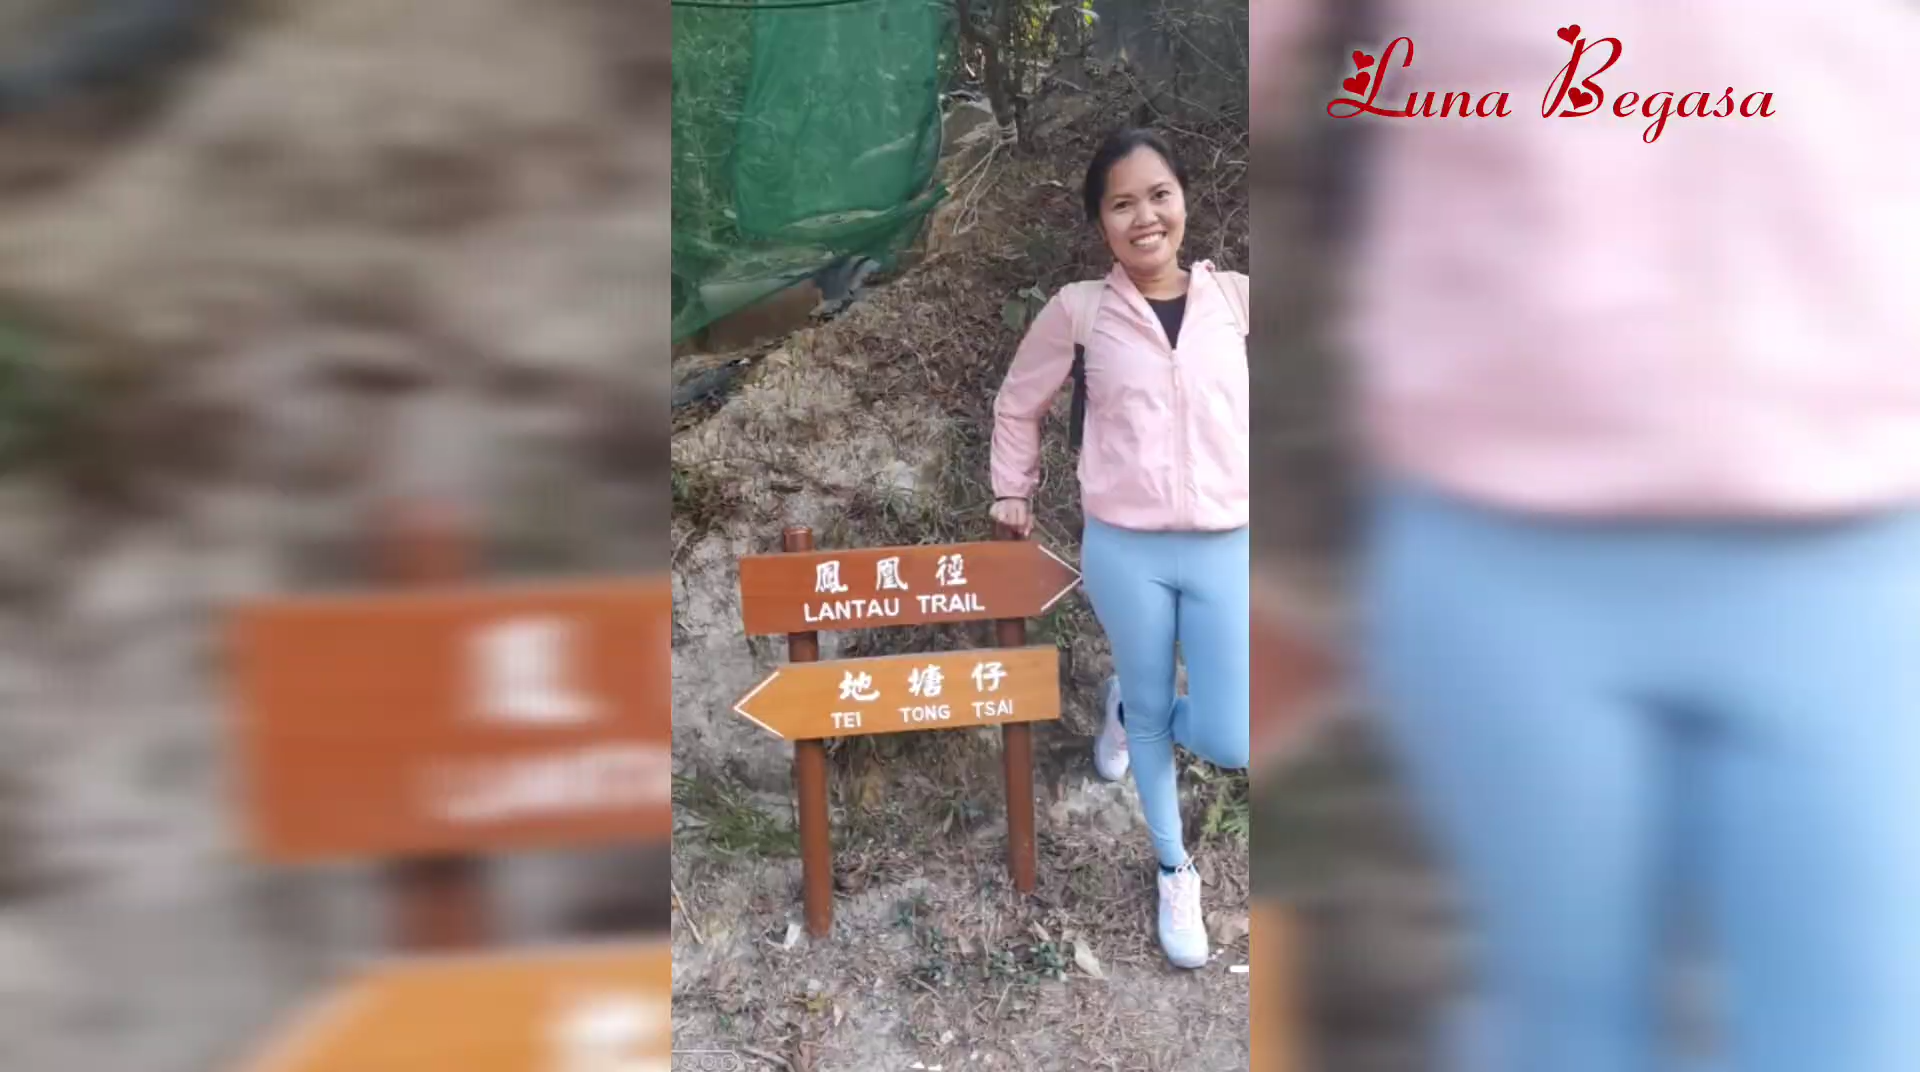 Luna Begasa
鳳凰徑
LANTAU TRAIL
地塘仔
TEI TONG TSAI